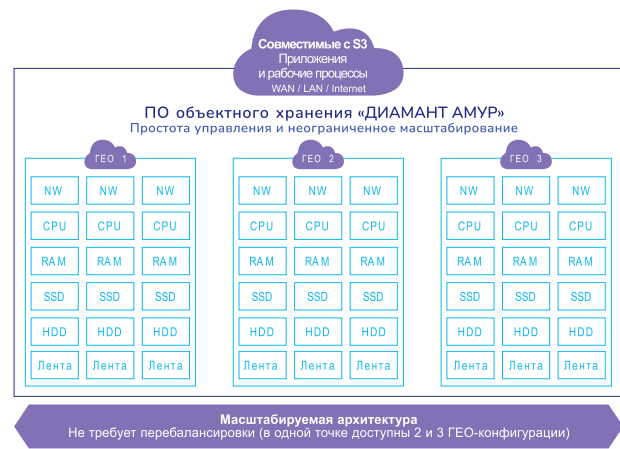 Совместимые с S3
Приложения
и рабочие процессы
WAN / LAN / Internet
ПО объектного хранения «ДИАМАНТ АМУР»
Простота управления и неограниченное масштабирование
ГЕО 1 ГЕО 2 ГЕО 3
NW NW NW NW NW NW NW NW NW
CPU CPU CPU CPU CPU CPU CPU CPU CPU
RAM RAM RAM RAM RAM RAM RAM RAM RAM
SSD SSD SSD SSD SSD SSD SSD SSD SSD
HDD HDD HDD HDD HDD HDD HDD HDD HDD
Лента Лента Лента Лента Лента Лента Лента Лента Лента
Масштабируемая архитектура
Не требует перебалансировки (в одной точке доступны 2 и 3 ГЕО-конфигурации)